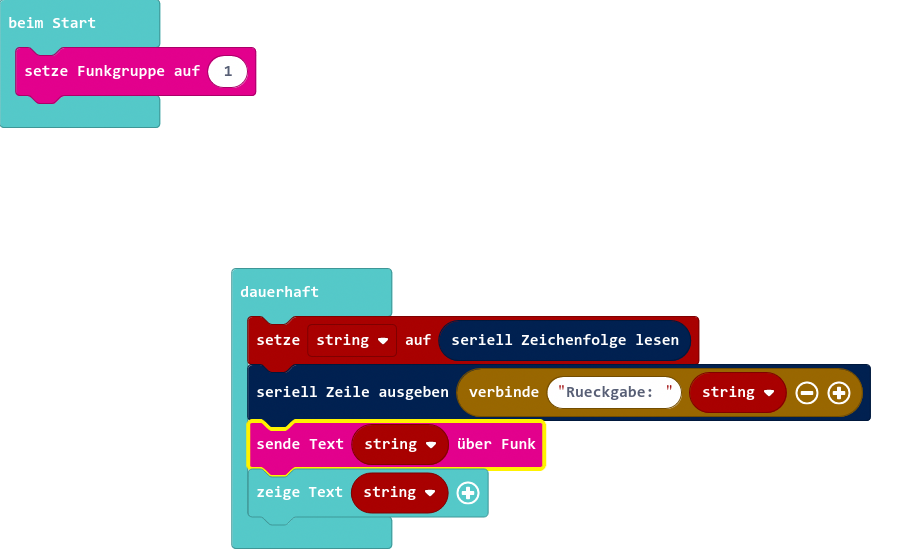 beim Start
setze Funkgruppe auf 1
dauerhaft
setze string auf seriell Zeichenfolge lesen
seriell Zeile ausgeben verbinde "Rueckgabe: " string
sende Text string über Funk
zeige Text string